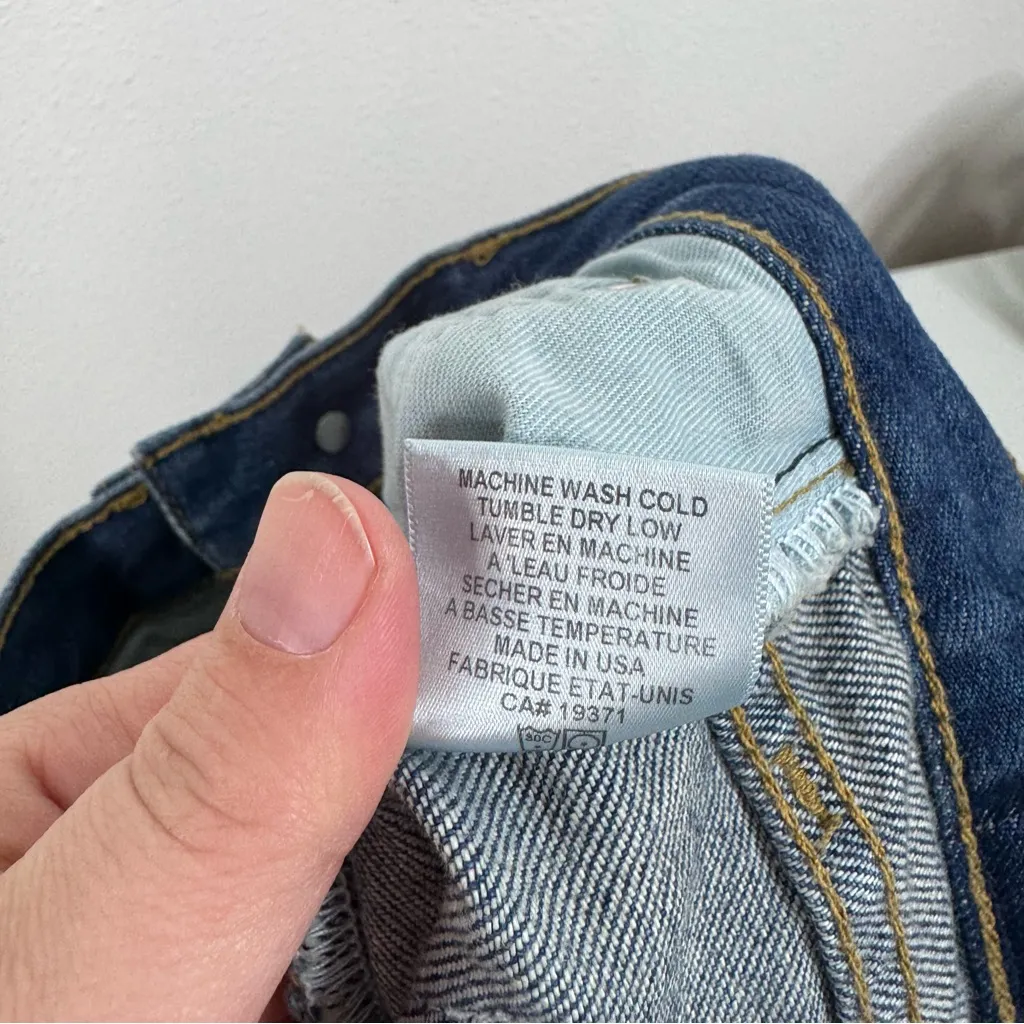 MACHINE WASH COLD
TUMBLE DRY LOW
LAVER EN MACHINE
A 'LEAU FROIDE
SECHER EN MACHINE
A BASSE TEMPERATURE
MADE IN USA
FABRIQUE ETAT-UNIS
CA# 19371